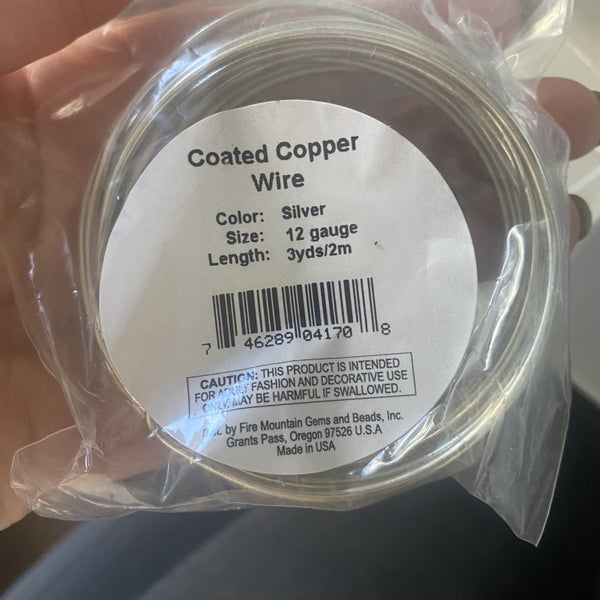 Coated Copper
Wire
Color: Silver
Size: 12 gauge
Length: 3yds/2m
7 46289 04170 8
CAUTION: THIS PRODUCT IS INTENDED
FOR ADULT FASHION AND DECORATIVE USE
ONLY. MAY BE HARMFUL IF SWALLOWED.
Dist. by Fire Mountain Gems and Beads, Inc.
Grants Pass, Oregon 97526 U.S.A
Made in USA